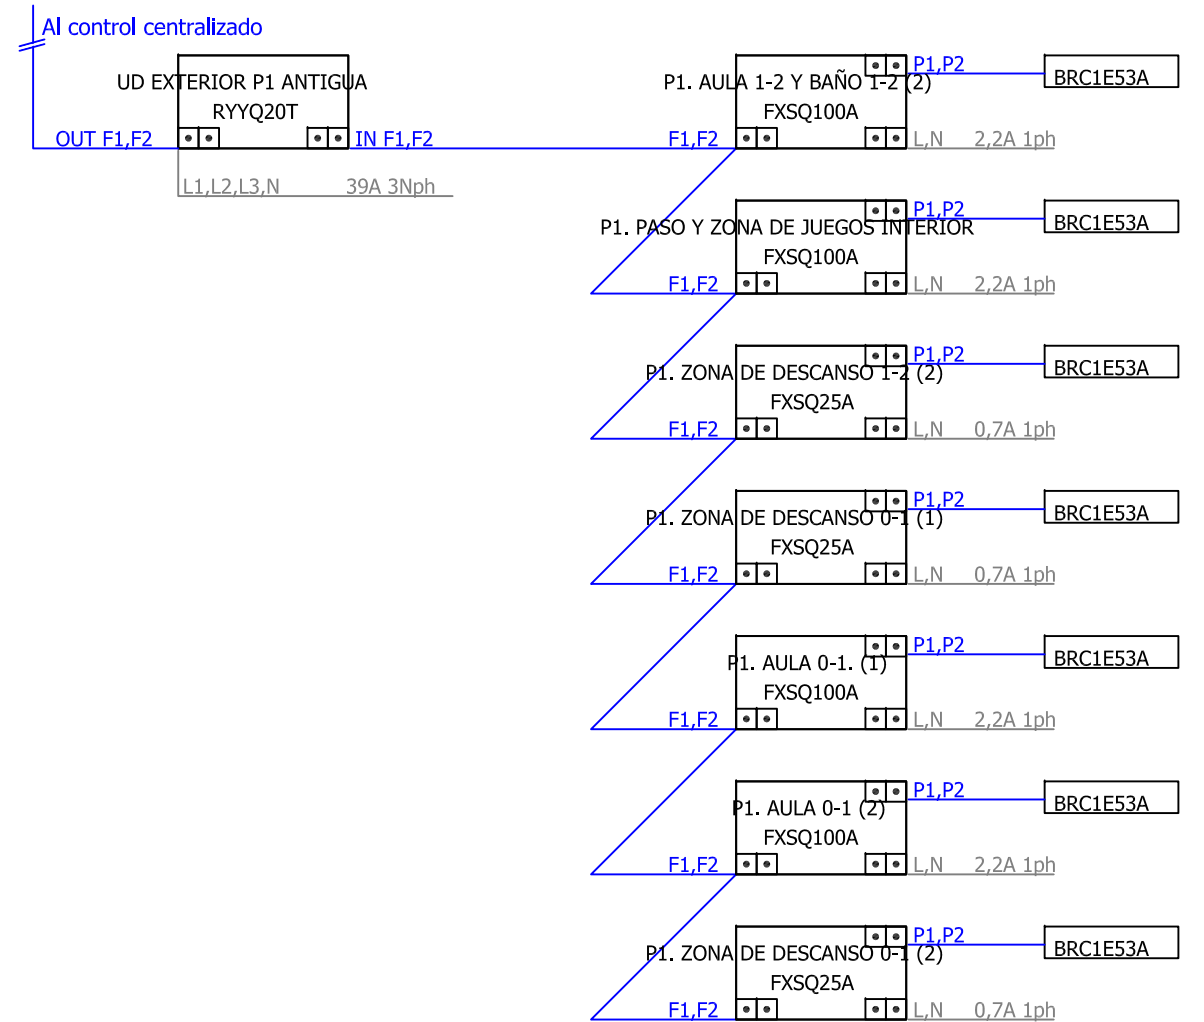 Al control centralizado
UD EXTERIOR P1 ANTIGUA
RYYQ20T
OUT F1,F2
IN F1,F2
L1,L2,L3,N 39A 3Nph
P1. AULA 1-2 Y BAÑO 1-2 (2)
FXSQ100A
P1,P2
BRC1E53A
F1,F2
L,N 2,2A 1ph
P1. PASO Y ZONA DE JUEGOS INTERIOR
FXSQ100A
P1,P2
BRC1E53A
F1,F2
L,N 2,2A 1ph
P1. ZONA DE DESCANSO 1-2 (2)
FXSQ25A
P1,P2
BRC1E53A
F1,F2
L,N 0,7A 1ph
P1. ZONA DE DESCANSO 0-1 (1)
FXSQ25A
P1,P2
BRC1E53A
F1,F2
L,N 0,7A 1ph
P1. AULA 0-1. (1)
FXSQ100A
P1,P2
BRC1E53A
F1,F2
L,N 2,2A 1ph
P1. AULA 0-1 (2)
FXSQ100A
P1,P2
BRC1E53A
F1,F2
L,N 2,2A 1ph
P1. ZONA DE DESCANSO 0-1 (2)
FXSQ25A
P1,P2
BRC1E53A
F1,F2
L,N 0,7A 1ph